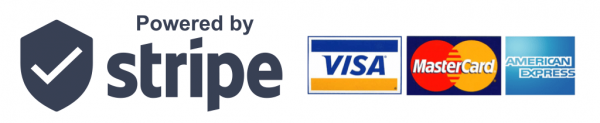 Powered by
stripe
VISA
MasterCard
AMERICAN
EXPRESS